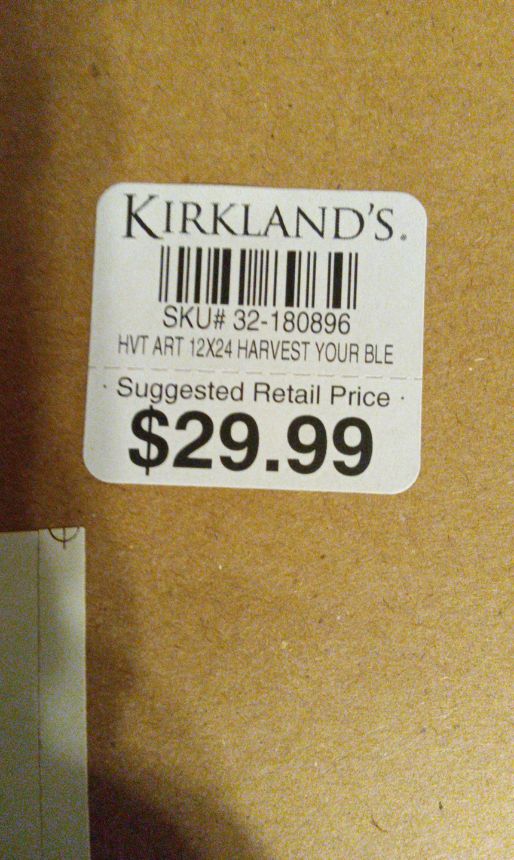 KIRKLAND'S.
SKU# 32-180896
HVT ART 12X24 HARVEST YOUR BLE
· Suggested Retail Price ·
$29.99